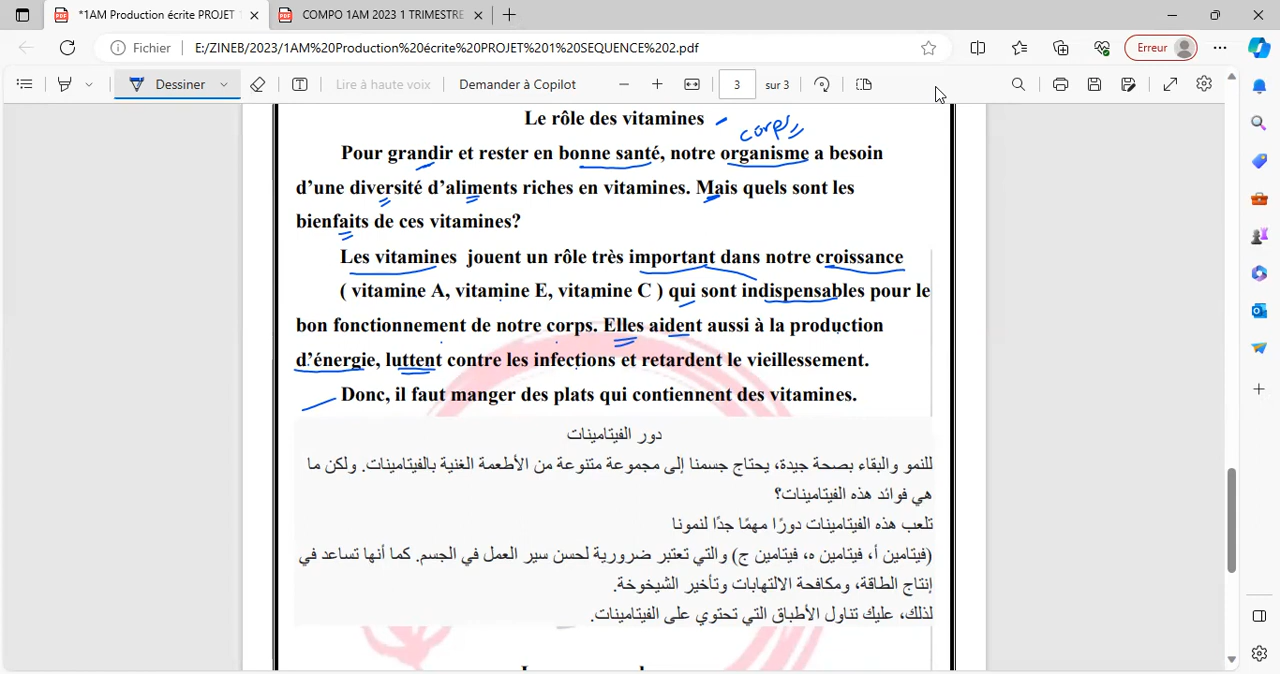 *1AM Production écrite PROJET 1
COMPO 1AM 2023 1 TRIMESTRE
Fichier
E:/ZINEB/2023/1AM%20Production%20écrite%20PROJET%201%20SEQUENCE%202.pdf
Erreur
Dessiner
Lire à haute voix
Demander à Copilot
3 sur 3
Le rôle des vitamines
corps
Pour grandir et rester en bonne santé, notre organisme a besoin
d’une diversité d’aliments riches en vitamines. Mais quels sont les
bienfaits de ces vitamines?
Les vitamines jouent un rôle très important dans notre croissance
( vitamine A, vitamine E, vitamine C ) qui sont indispensables pour le
bon fonctionnement de notre corps. Elles aident aussi à la production
d’énergie, luttent contre les infections et retardent le vieillessement.
Donc, il faut manger des plats qui contiennent des vitamines.
دور الفيتامينات
للنمو والبقاء بصحة جيدة، يحتاج جسمنا إلى مجموعة متنوعة من الأطعمة الغنية بالفيتامينات. ولكن ما
هي فوائد هذه الفيتامينات؟
تلعب هذه الفيتامينات دورًا مهمًا جدًا لنمونا
(فيتامين أ، فيتامين ه، فيتامين ج) والتي تعتبر ضرورية لحسن سير العمل في الجسم. كما أنها تساعد في
إنتاج الطاقة، ومكافحة الالتهابات وتأخير الشيخوخة.
لذلك، عليك تناول الأطباق التي تحتوي على الفيتامينات.